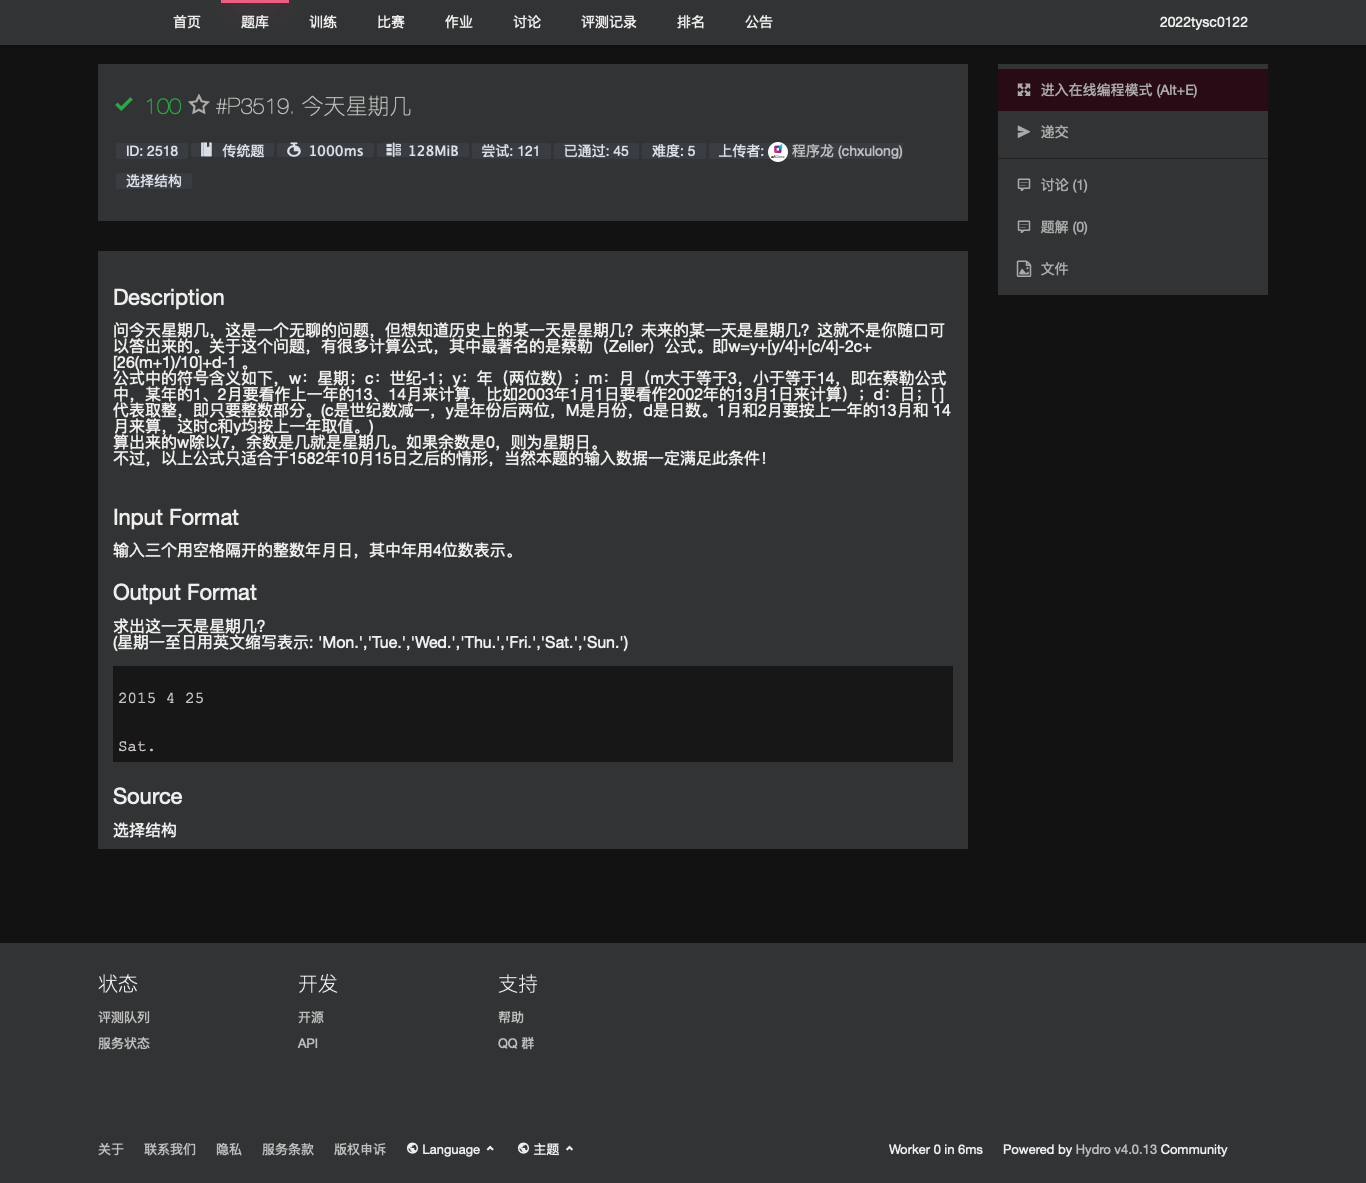 首页 题库 训练 比赛 作业 讨论 评测记录 排名 公告 2022tysc0122
100 #P3519. 今天星期几
ID: 2518 传统题 1000ms 128MiB 尝试: 121 已通过: 45 难度: 5 上传者: 程序龙 (chxulong)
选择结构
进入在线编程模式 (Alt+E)
递交
讨论 (1)
题解 (0)
文件
Description
问今天星期几，这是一个无聊的问题，但想知道历史上的某一天是星期几？未来的某一天是星期几？这就不是你随口可
以答出来的。关于这个问题，有很多计算公式，其中最著名的是蔡勒（Zeller）公式。即w=y+[y/4]+[c/4]-2c+
[26(m+1)/10]+d-1 。
公式中的符号含义如下，w：星期；c：世纪-1；y：年（两位数）；m：月（m大于等于3，小于等于14，即在蔡勒公式
中，某年的1、2月要看作上一年的13、14月来计算，比如2003年1月1日要看作2002年的13月1日来计算）；d：日；[ ]
代表取整，即只要整数部分。(c是世纪数减一，y是年份后两位，M是月份，d是日数。1月和2月要按上一年的13月和 14
月来算，这时c和y均按上一年取值。)
算出来的w除以7，余数是几就是星期几。如果余数是0，则为星期日。
不过，以上公式只适合于1582年10月15日之后的情形，当然本题的输入数据一定满足此条件！
Input Format
输入三个用空格隔开的整数年月日，其中年用4位数表示。
Output Format
求出这一天是星期几？
(星期一至日用英文缩写表示: 'Mon.','Tue.','Wed.','Thu.','Fri.','Sat.','Sun.')
2015 4 25
Sat.
Source
选择结构
状态 开发 支持
评测队列 开源 帮助
服务状态 API QQ 群
关于 联系我们 隐私 服务条款 版权申诉 Language 主题 Worker 0 in 6ms Powered by Hydro v4.0.13 Community